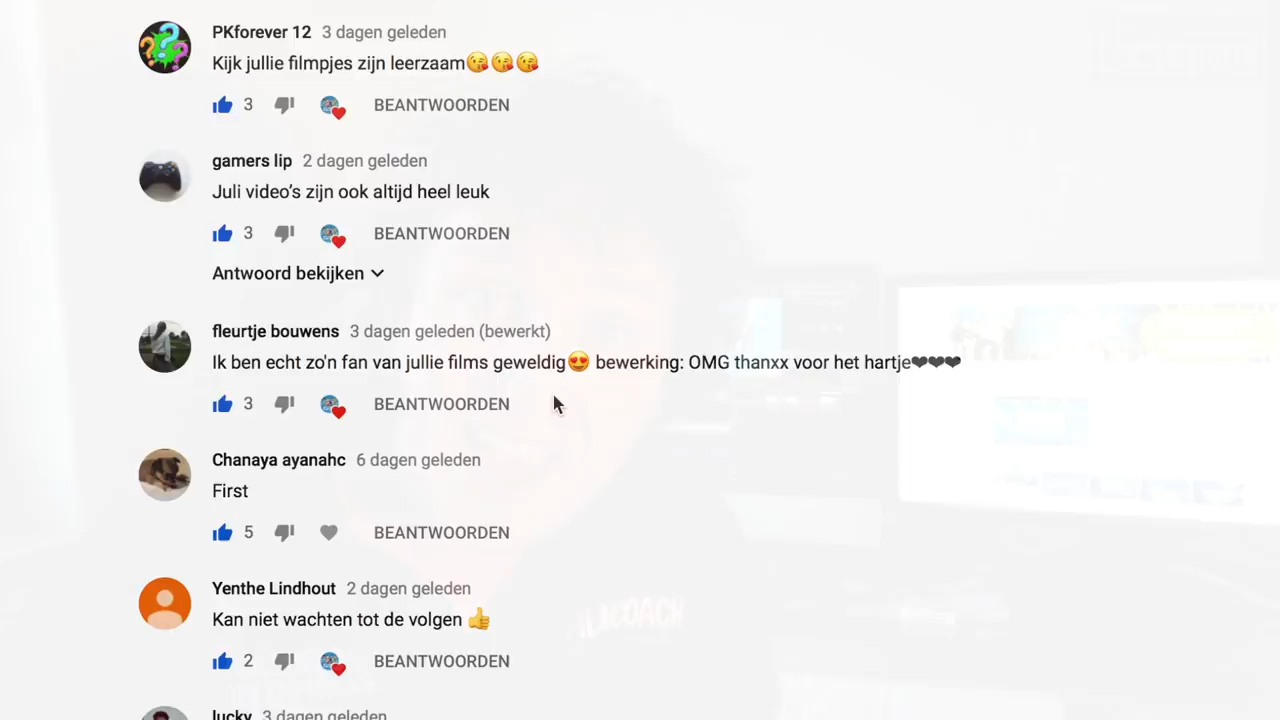 PKforever 12 3 dagen geleden
Kijk jullie filmpjes zijn leerzaam😘😘😘
3 BEANTWOORDEN
gamers lip 2 dagen geleden
Juli video’s zijn ook altijd heel leuk
3 BEANTWOORDEN
Antwoord bekijken
fleurtje bouwens 3 dagen geleden (bewerkt)
Ik ben echt zo'n fan van jullie films geweldig😍 bewerking: OMG thanxx voor het hartje❤❤❤
3 BEANTWOORDEN
Chanaya ayanahc 6 dagen geleden
First
5 BEANTWOORDEN
Yenthe Lindhout 2 dagen geleden
Kan niet wachten tot de volgen 👍
2 BEANTWOORDEN
lucky 3 dagen geleden